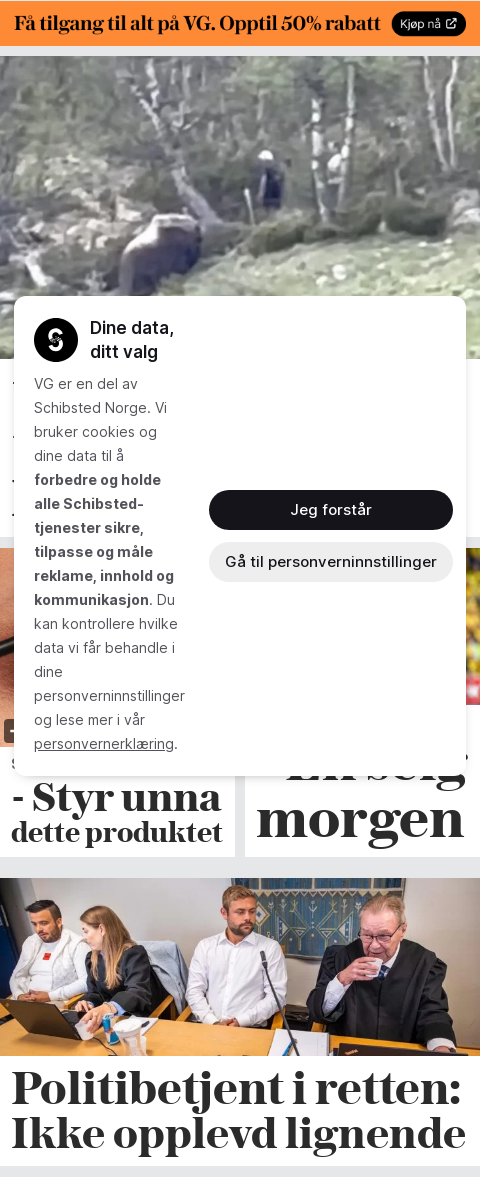 Få tilgang til alt på VG. Opptil 50% rabatt
Kjøp nå
Dine data,
ditt valg
VG er en del av
Schibsted Norge. Vi
bruker cookies og
dine data til å
forbedre og holde
alle Schibsted-
tjenester sikre,
tilpasse og måle
reklame, innhold og
kommunikasjon. Du
kan kontrollere hvilke
data vi får behandle i
dine
personverninnstillinger
og lese mer i vår
personvernerklæring.
Jeg forstår
Gå til personverninnstillinger
- Styr unna
dette produktet
morgen
Politibetjent i retten:
Ikke opplevd lignende